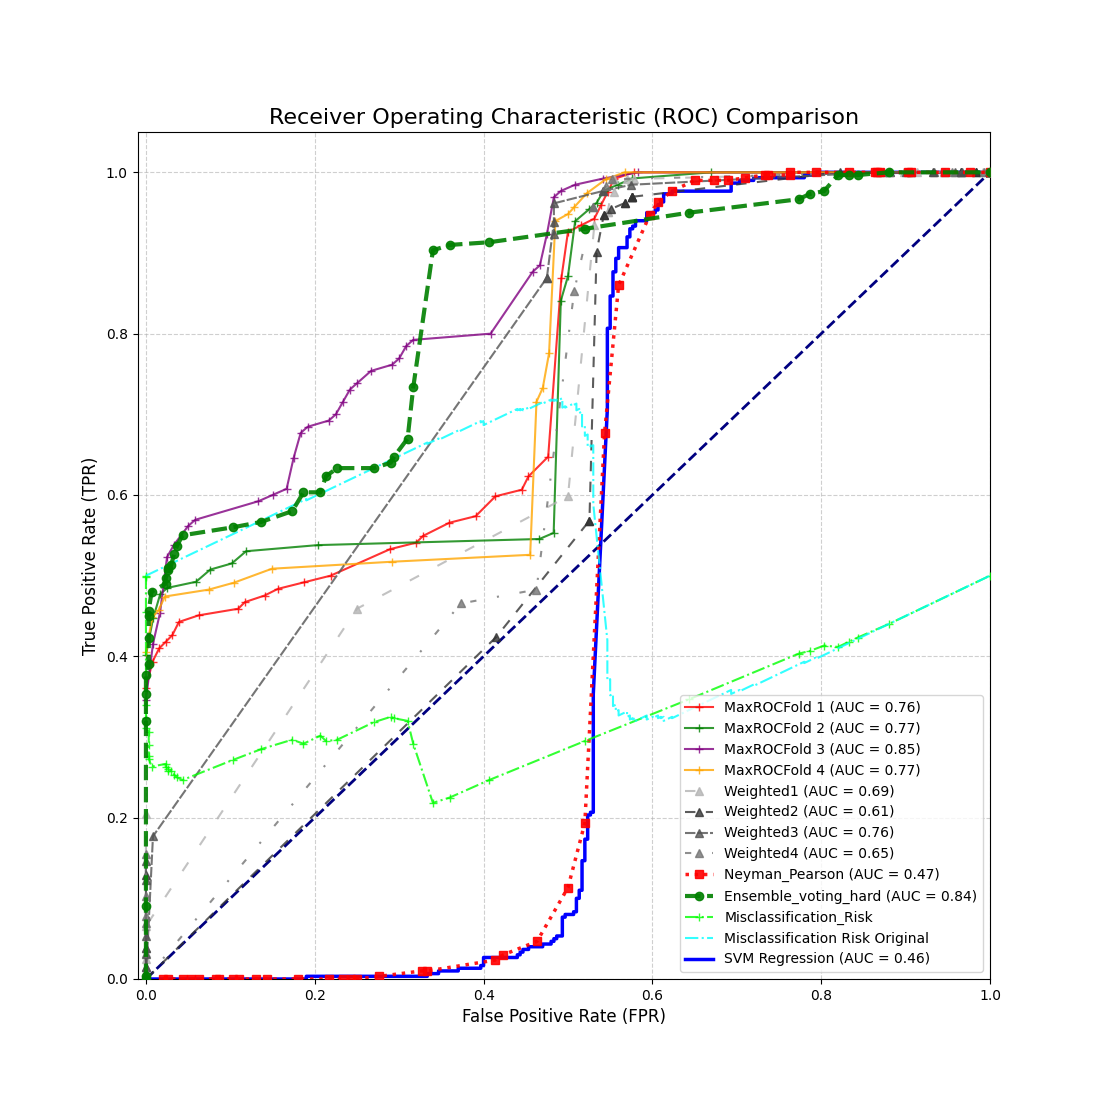 Receiver Operating Characteristic (ROC) Comparison
True Positive Rate (TPR)
1.0
0.8
0.6
0.4
0.2
0.0
MaxROCFold 1 (AUC = 0.76)
MaxROCFold 2 (AUC = 0.77)
MaxROCFold 3 (AUC = 0.85)
MaxROCFold 4 (AUC = 0.77)
Weighted1 (AUC = 0.69)
Weighted2 (AUC = 0.61)
Weighted3 (AUC = 0.76)
Weighted4 (AUC = 0.65)
Neyman_Pearson (AUC = 0.47)
Ensemble_voting_hard (AUC = 0.84)
Misclassification_Risk
Misclassification Risk Original
SVM Regression (AUC = 0.46)
0.0 0.2 0.4 0.6 0.8 1.0
False Positive Rate (FPR)